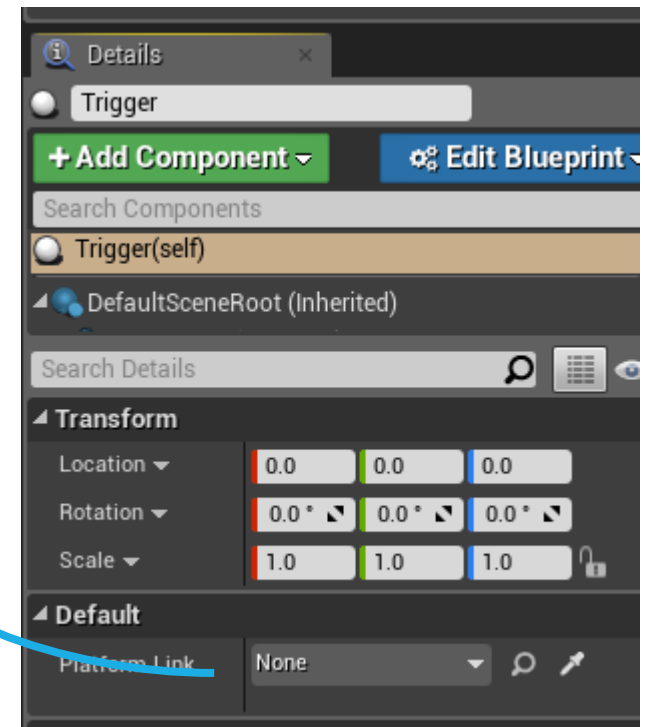 Details
Trigger
+ Add Component
Edit Blueprint
Search Components
Trigger(self)
DefaultSceneRoot (Inherited)
Search Details
Transform
Location 0.0 0.0 0.0
Rotation 0.0 ° 0.0 ° 0.0 °
Scale 1.0 1.0 1.0
Default
Platform Link None